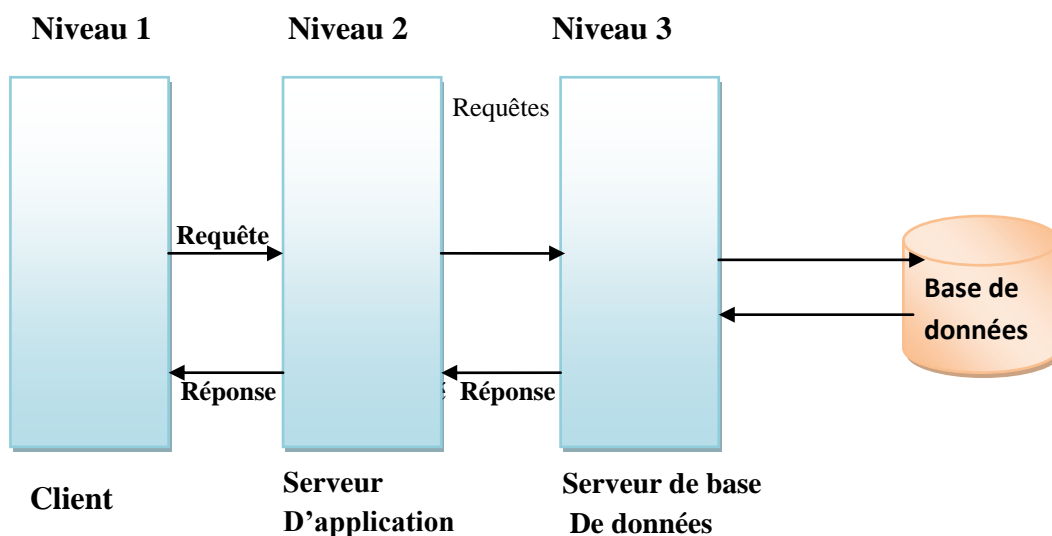 Niveau 1
Niveau 2
Niveau 3
Requêtes
Requête
Base de
données
Réponse
Réponse
Client
Serveur
D’application
Serveur de base
De données